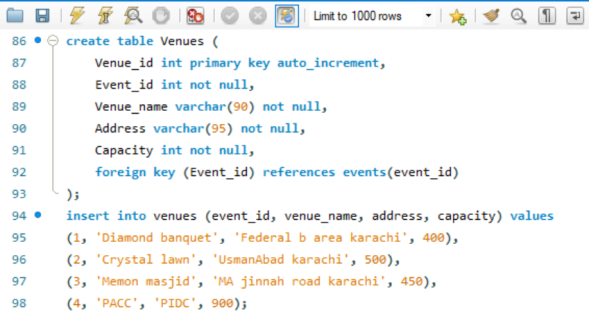 Limit to 1000 rows
86 create table Venues (
87 Venue_id int primary key auto_increment,
88 Event_id int not null,
89 Venue_name varchar(90) not null,
90 Address varchar(95) not null,
91 Capacity int not null,
92 foreign key (Event_id) references events(event_id)
93 );
94 insert into venues (event_id, venue_name, address, capacity) values
95 (1, 'Diamond banquet', 'Federal b area karachi', 400),
96 (2, 'Crystal lawn', 'UsmanAbad karachi', 500),
97 (3, 'Memon masjid', 'MA jinnah road karachi', 450),
98 (4, 'PACC', 'PIDC', 900);